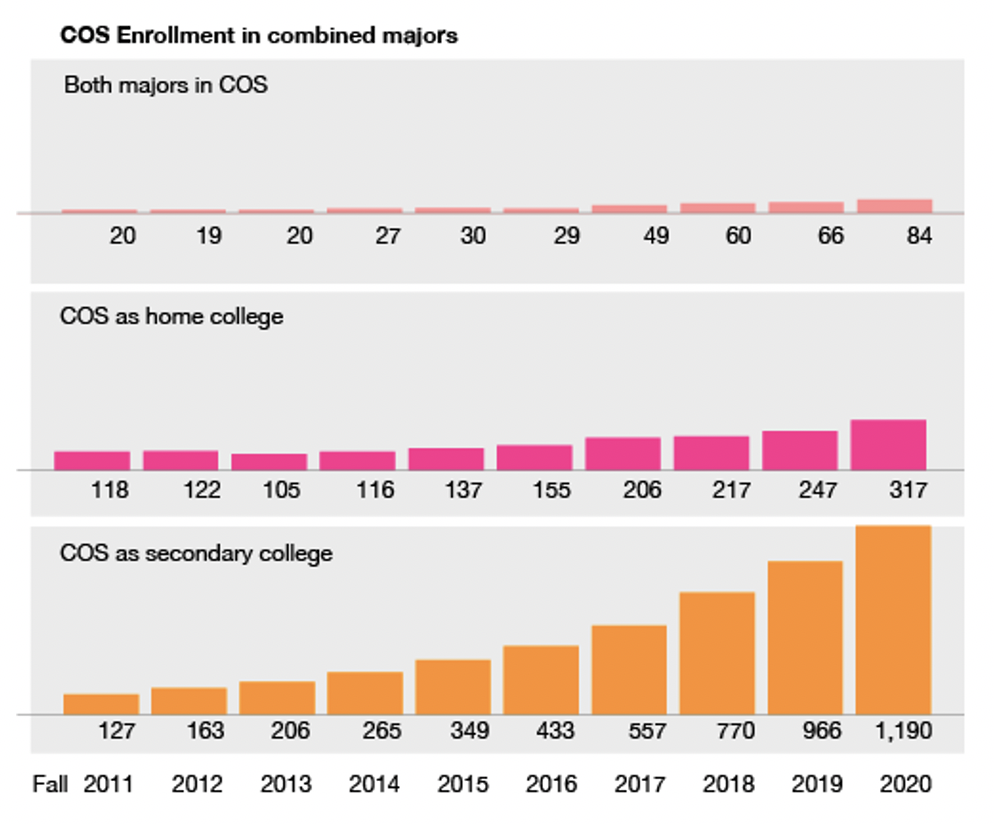 COS Enrollment in combined majors
Both majors in COS
20 19 20 27 30 29 49 60 66 84
COS as home college
118 122 105 116 137 155 206 217 247 317
COS as secondary college
127 163 206 265 349 433 557 770 966 1,190
Fall 2011 2012 2013 2014 2015 2016 2017 2018 2019 2020